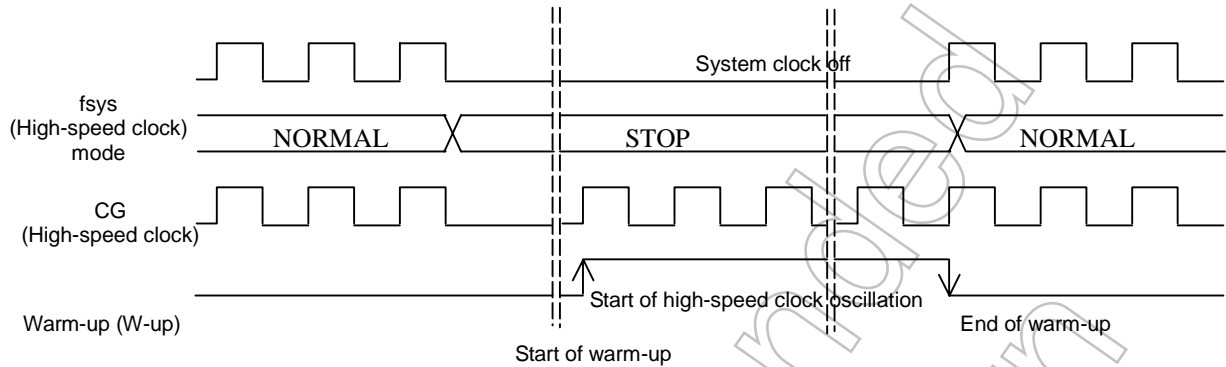 System clock off
fsys
(High-speed clock)
mode
NORMAL
STOP
NORMAL
CG
(High-speed clock)
Start of high-speed clock oscillation
Warm-up (W-up)
End of warm-up
Start of warm-up